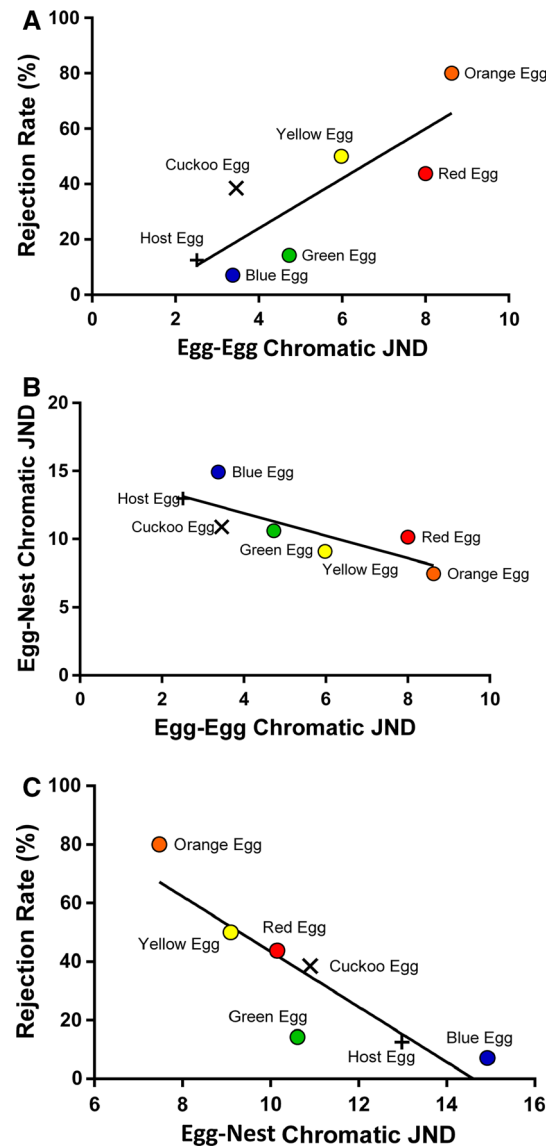 A
100
80
60
40
20
0
Rejection Rate (%)
Orange Egg
Yellow Egg
Cuckoo Egg
Red Egg
Host Egg
Green Egg
Blue Egg
0 2 4 6 8 10
Egg-Egg Chromatic JND
B
20
15
10
5
0
Egg-Nest Chromatic JND
Blue Egg
Host Egg
Cuckoo Egg
Red Egg
Green Egg
Yellow Egg
Orange Egg
0 2 4 6 8 10
Egg-Egg Chromatic JND
C
100
80
60
40
20
0
Rejection Rate (%)
Orange Egg
Red Egg
Yellow Egg
Cuckoo Egg
Green Egg
Blue Egg
Host Egg
6 8 10 12 14 16
Egg-Nest Chromatic JND